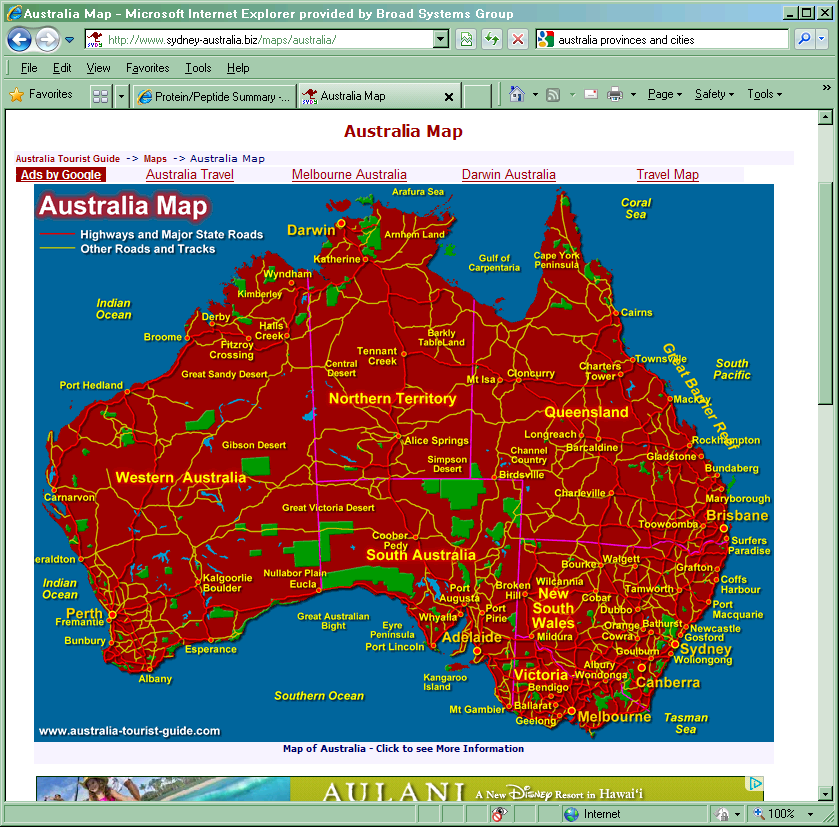 Australia Map - Microsoft Internet Explorer provided by Broad Systems Group
http://www.sydney-australia.biz/maps/australia/
australia provinces and cities
File Edit View Favorites Tools Help
Favorites
Protein/Peptide Summary -...
Australia Map
Page Safety Tools
Australia Map
Australia Tourist Guide -> Maps -> Australia Map
Ads by Google Australia Travel Melbourne Australia Darwin Australia Travel Map
Australia Map
Highways and Major State Roads
Other Roads and Tracks
Arafura Sea
Coral
Sea
Darwin
Arnhem Land
Katherine
Gulf of
Carpentaria
Cape York
Peninsula
Wyndham
Kimberley
Indian
Ocean
Derby
Broome
Halls
Creek
Fitzroy
Crossing
Cairns
Barkly
TableLand
Tennant
Creek
Central
Desert
Great Sandy Desert
Port Hedland
Mt Isa
Cloncurry
Charters
Tower
Townsville
South
Pacific
Great Barrier Reef
Mackay
Northern Territory
Queensland
Alice Springs
Longreach
Barcaldine
Rockhampton
Gladstone
Gibson Desert
Simpson
Desert
Channel
Country
Birdsville
Bundaberg
Western Australia
Carnarvon
Charleville
Maryborough
Great Victoria Desert
Brisbane
Toowoomba
Coober
Pedy
South Australia
Surfers
Paradise
eraldton
Indian
Ocean
Kalgoorlie
Boulder
Nullabor Plain
Eucla
Bourke
Walgett
Grafton
Coffs
Harbour
Wilcannia
Broken
Hill
Cobar
Tamworth
New
South
Wales
Dubbo
Port
Macquarie
Port
Augusta
Port
Pirie
Whyalla
Perth
Fremantle
Bunbury
Great Australian
Bight
Eyre
Peninsula
Port Lincoln
Adelaide
Mildura
Orange
Bathurst
Cowra
Newcastle
Gosford
Sydney
Wollongong
Goulburn
Esperance
Albany
Kangaroo
Island
Victoria
Albury
Wondonga
Canberra
Bendigo
Southern Ocean
Mt Gambier
Ballarat
Geelong
Melbourne
Tasman
Sea
www.australia-tourist-guide.com
Map of Australia - Click to see More Information
AULANI A New Disney Resort in Hawai'i
Internet
100%